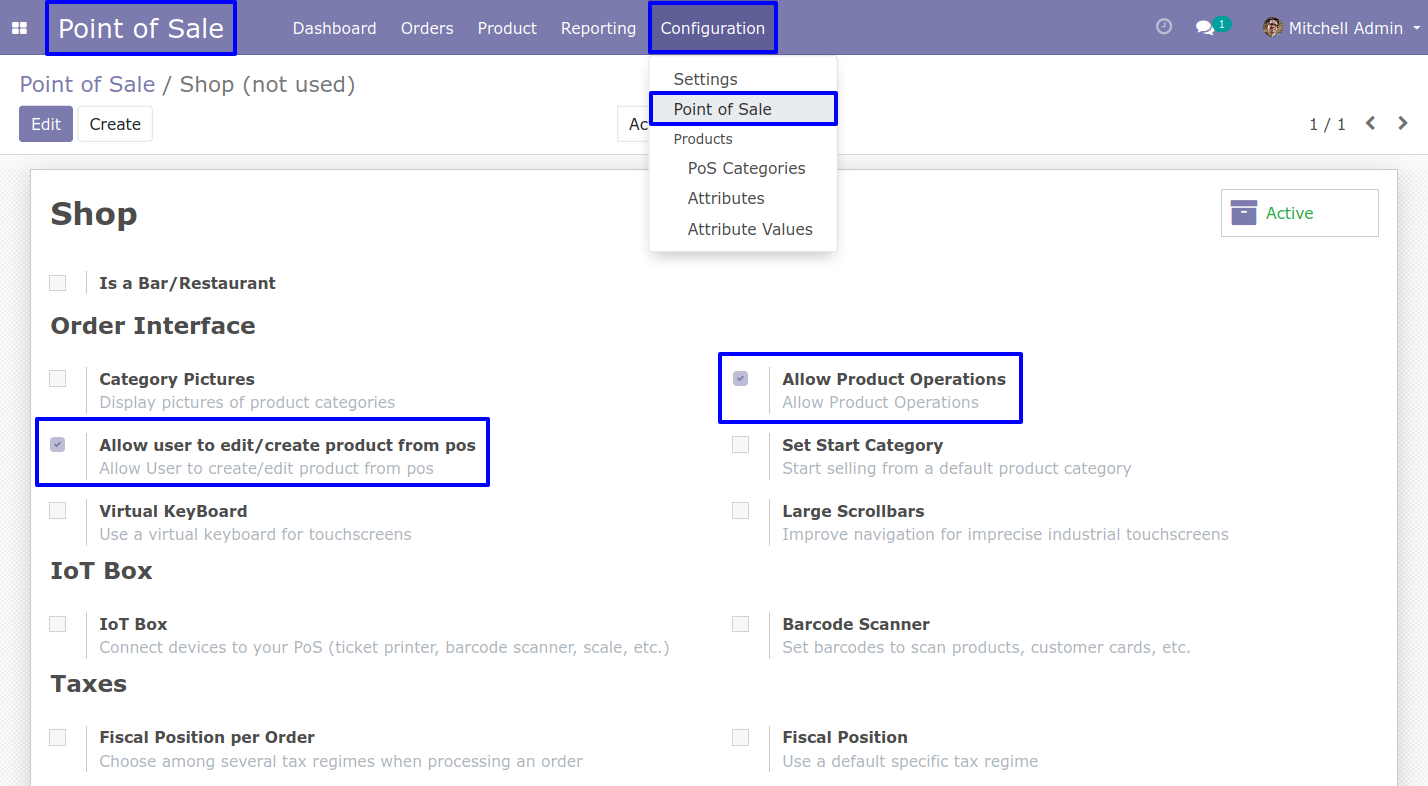 Point of Sale Dashboard Orders Product Reporting Configuration 1 Mitchell Admin
Point of Sale / Shop (not used)
Edit Create
1 / 1
Settings
Point of Sale
Products
PoS Categories
Attributes
Attribute Values
Shop
Active
Is a Bar/Restaurant
Order Interface
Category Pictures
Display pictures of product categories
Allow Product Operations
Allow Product Operations
Allow user to edit/create product from pos
Allow User to create/edit product from pos
Set Start Category
Start selling from a default product category
Virtual KeyBoard
Use a virtual keyboard for touchscreens
Large Scrollbars
Improve navigation for imprecise industrial touchscreens
IoT Box
IoT Box
Connect devices to your PoS (ticket printer, barcode scanner, scale, etc.)
Barcode Scanner
Set barcodes to scan products, customer cards, etc.
Taxes
Fiscal Position per Order
Choose among several tax regimes when processing an order
Fiscal Position
Use a default specific tax regime